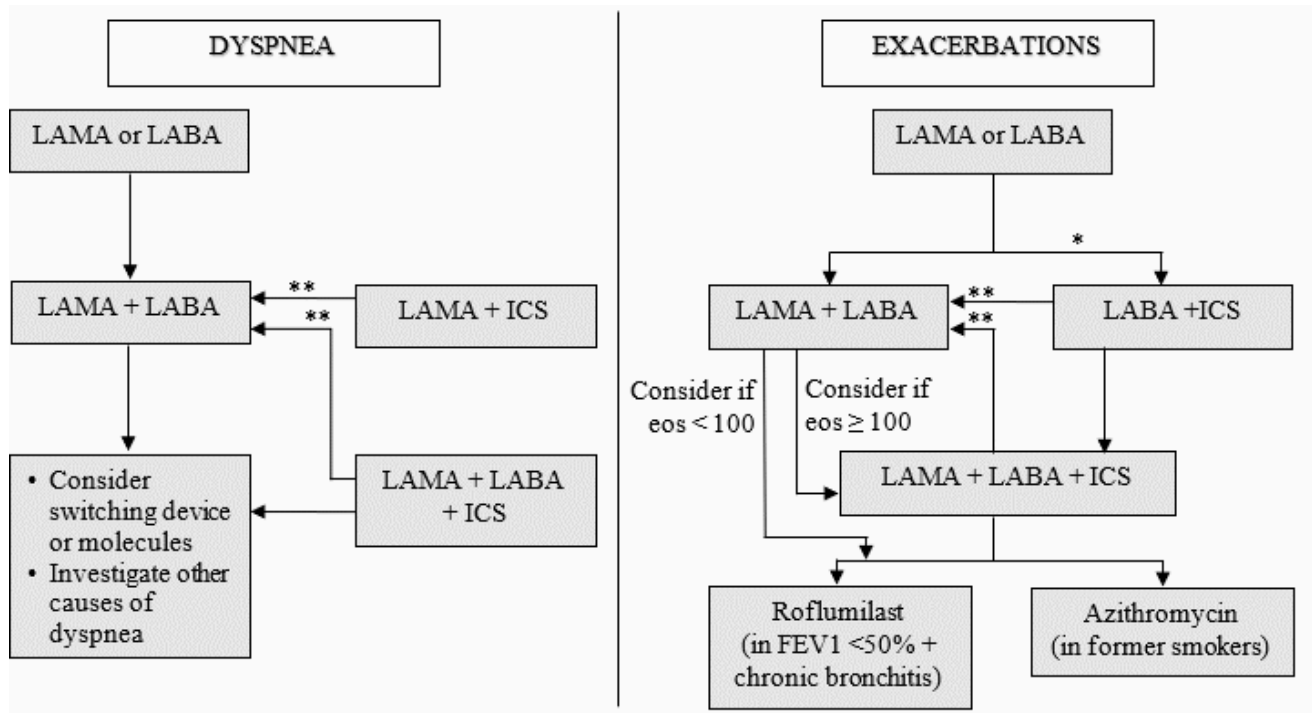 DYSPNEA
LAMA or LABA
LAMA + LABA
**
**
LAMA + ICS
• Consider
switching device
or molecules
• Investigate other
causes of
dyspnea
LAMA + LABA
+ ICS
EXACERBATIONS
LAMA or LABA
*
LAMA + LABA
**
**
LABA +ICS
Consider if
eos < 100
Consider if
eos ≥ 100
LAMA + LABA + ICS
Roflumilast
(in FEV1 <50% +
chronic bronchitis)
Azithromycin
(in former smokers)